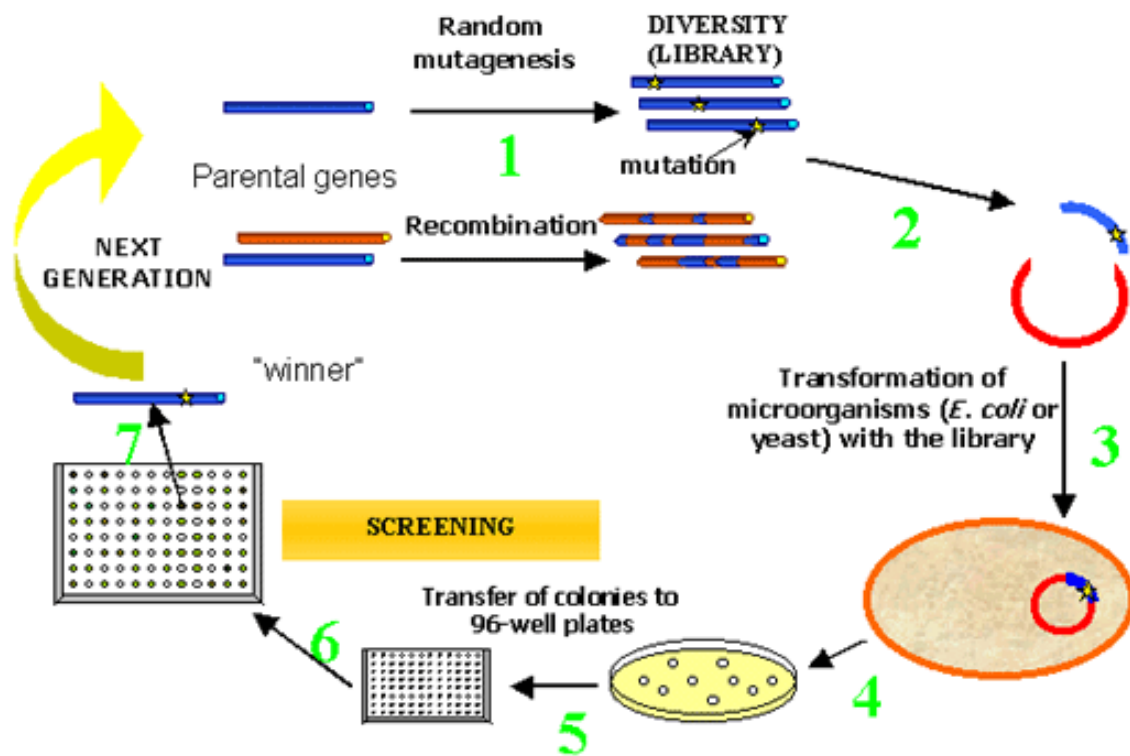 Random
mutagenesis
DIVERSITY
(LIBRARY)
1
mutation
Parental genes
2
Recombination
NEXT
GENERATION
"winner"
Transformation of
microorganisms (E. coli or
yeast) with the library
3
7
SCREENING
Transfer of colonies to
96-well plates
6
5
4